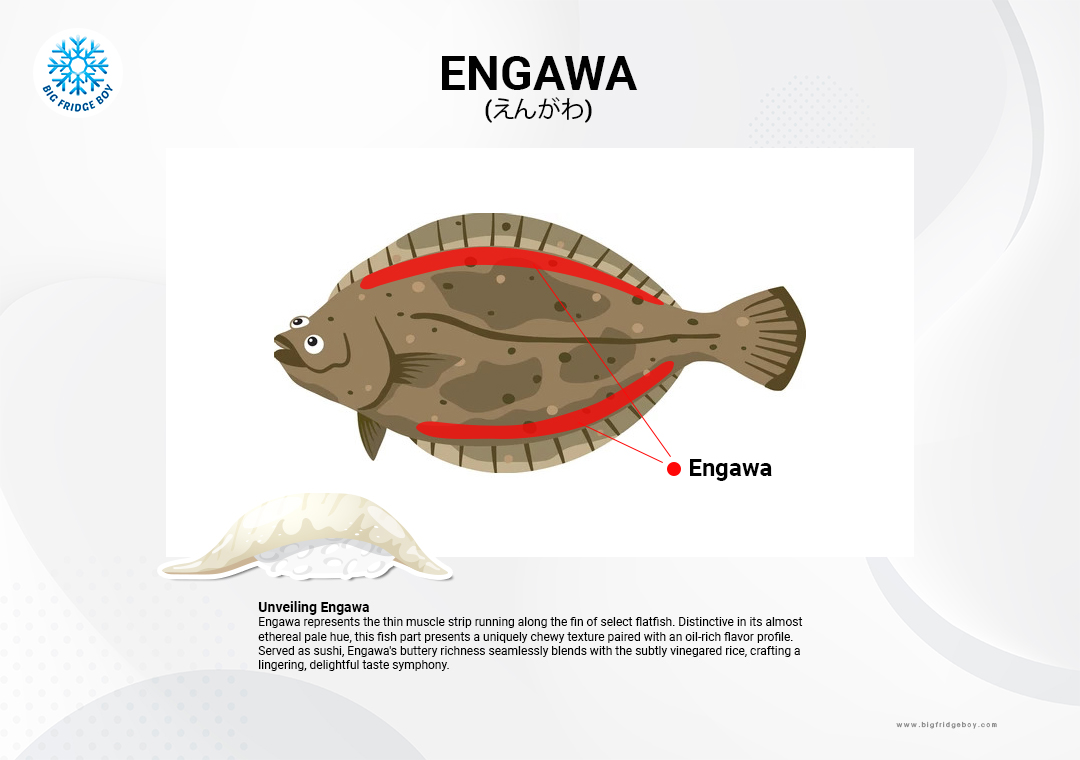 BIG FRIDGE BOY
ENGAWA
(えんがわ)
Engawa
Unveiling Engawa
Engawa represents the thin muscle strip running along the fin of select flatfish. Distinctive in its almost
ethereal pale hue, this fish part presents a uniquely chewy texture paired with an oil-rich flavor profile.
Served as sushi, Engawa's buttery richness seamlessly blends with the subtly vinegared rice, crafting a
lingering, delightful taste symphony.
www.bigfridgeboy.com